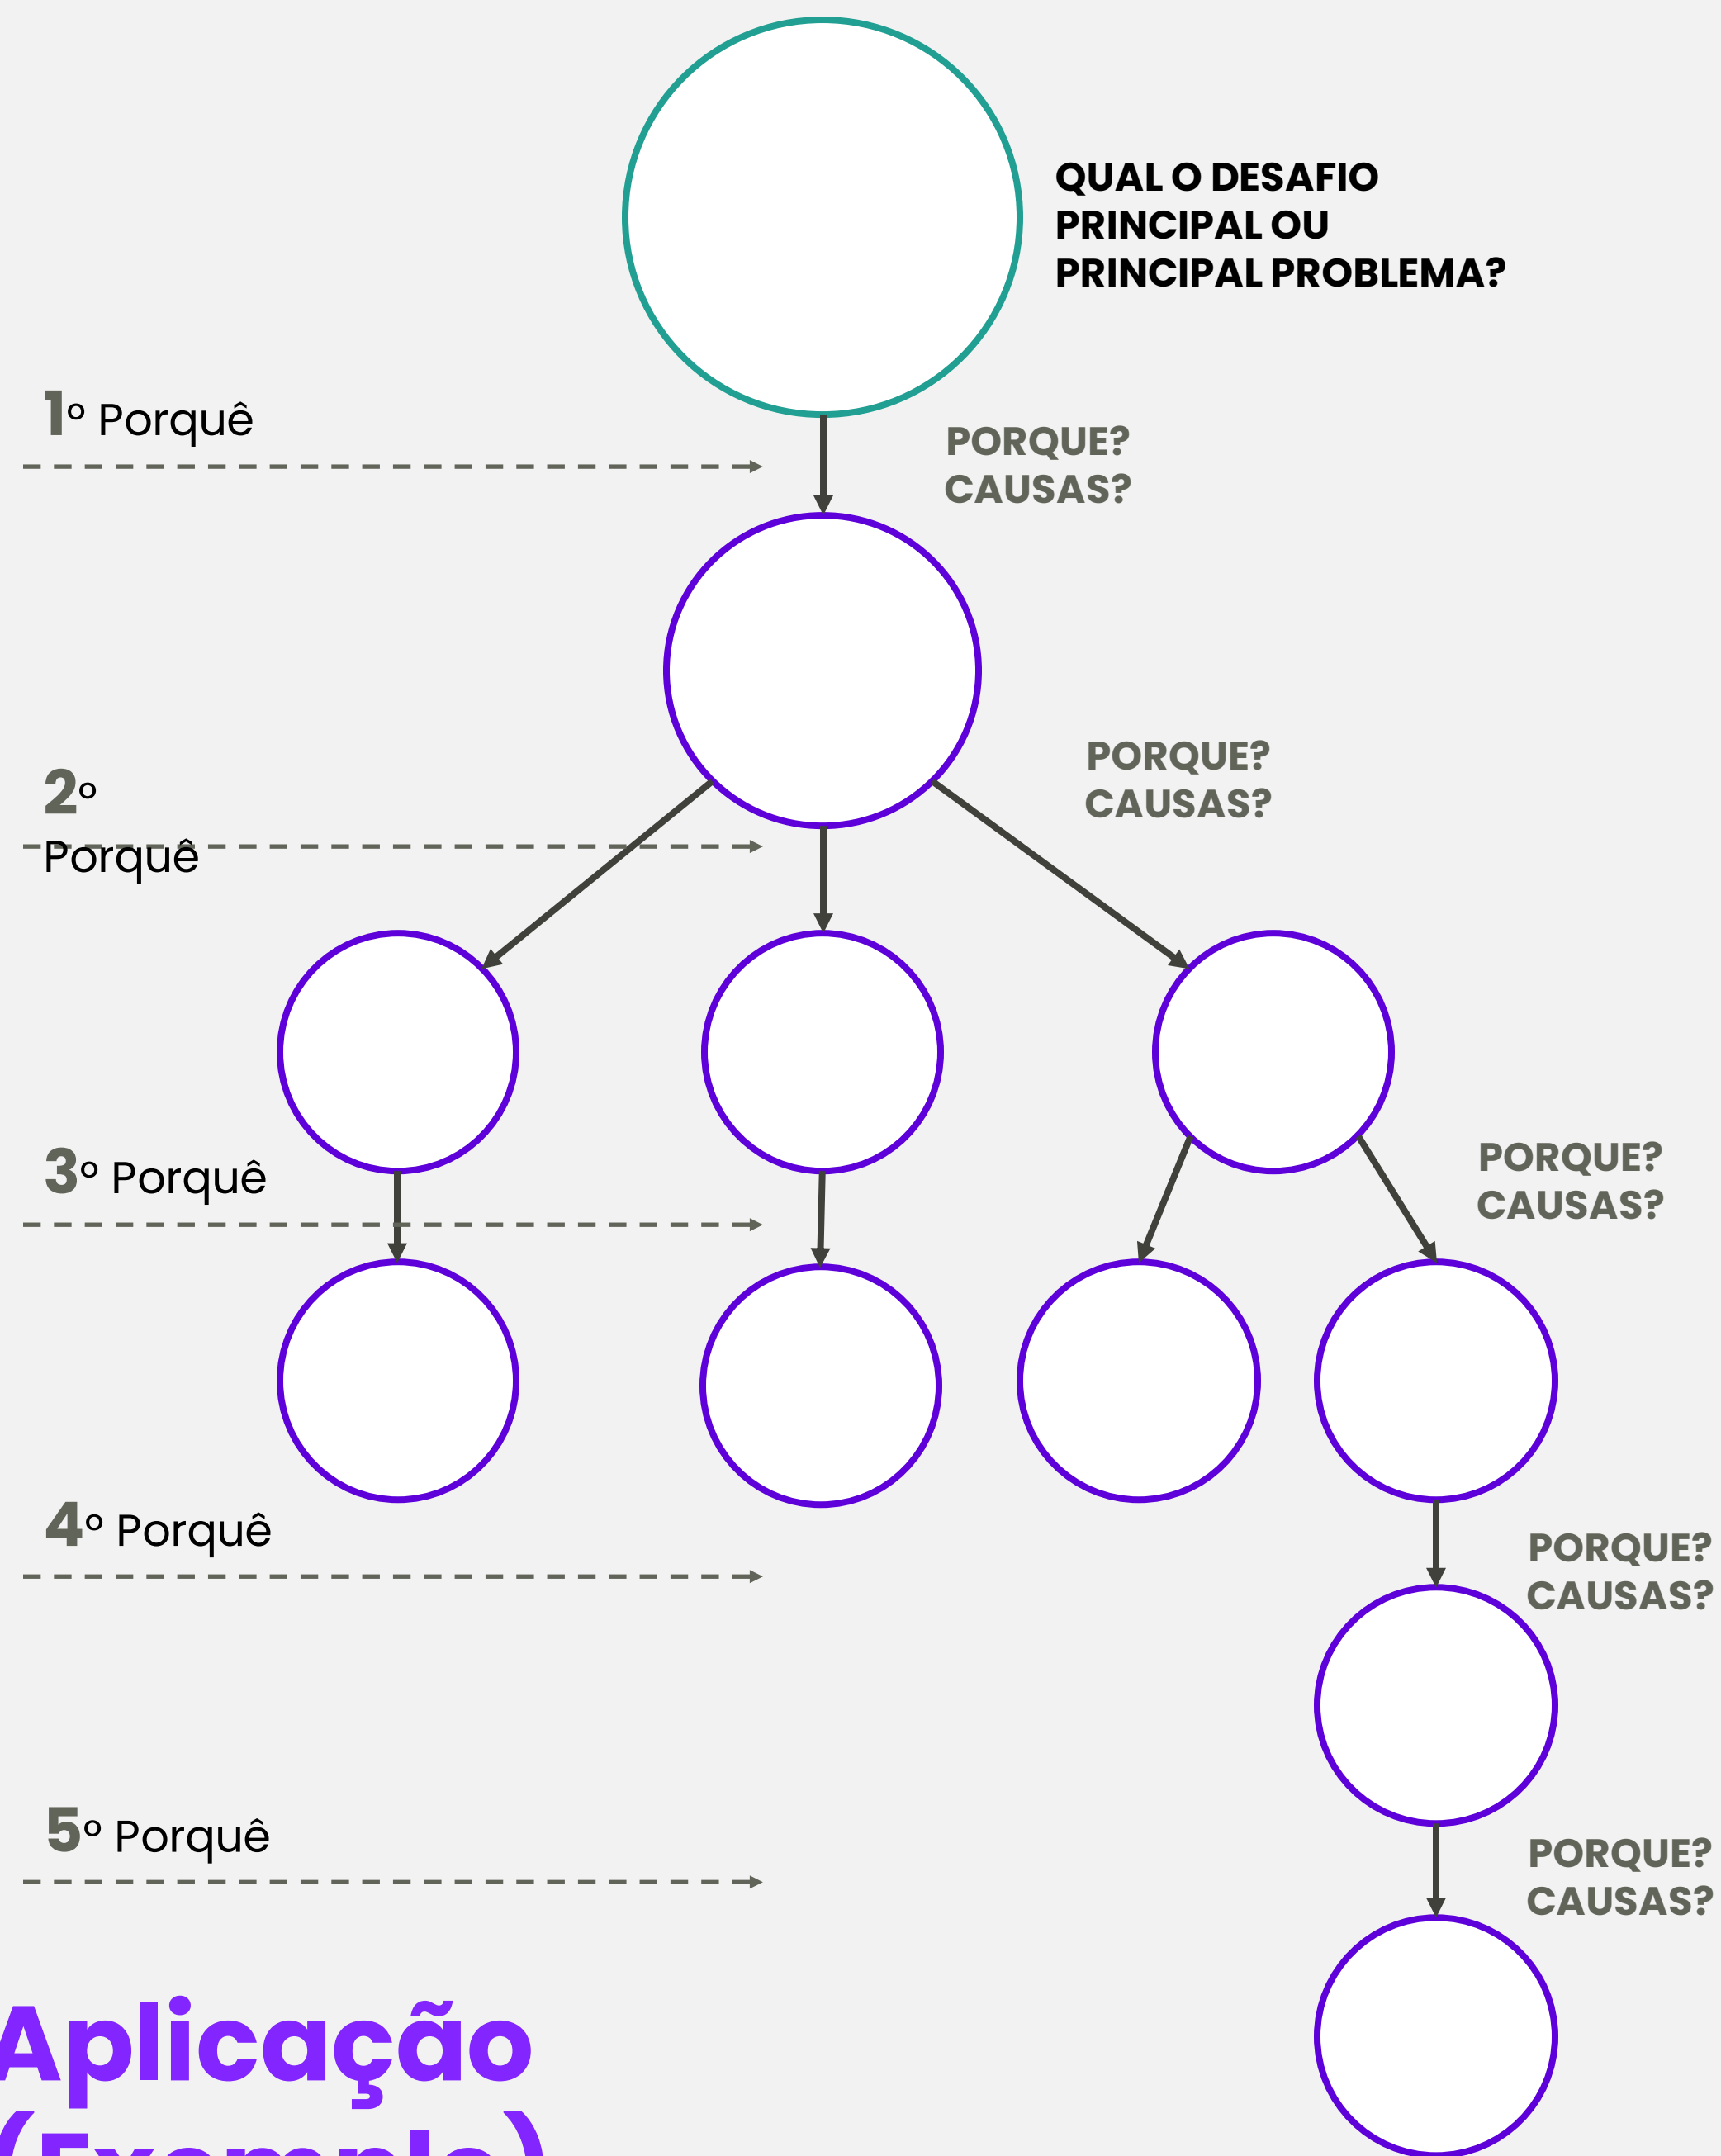 QUAL O DESAFIO
PRINCIPAL OU
PRINCIPAL PROBLEMA?
1º Porquê
PORQUE?
CAUSAS?
2º
Porquê
PORQUE?
CAUSAS?
3º Porquê
PORQUE?
CAUSAS?
4º Porquê
PORQUE?
CAUSAS?
5º Porquê
PORQUE?
CAUSAS?
Aplicação
(Exemplo)